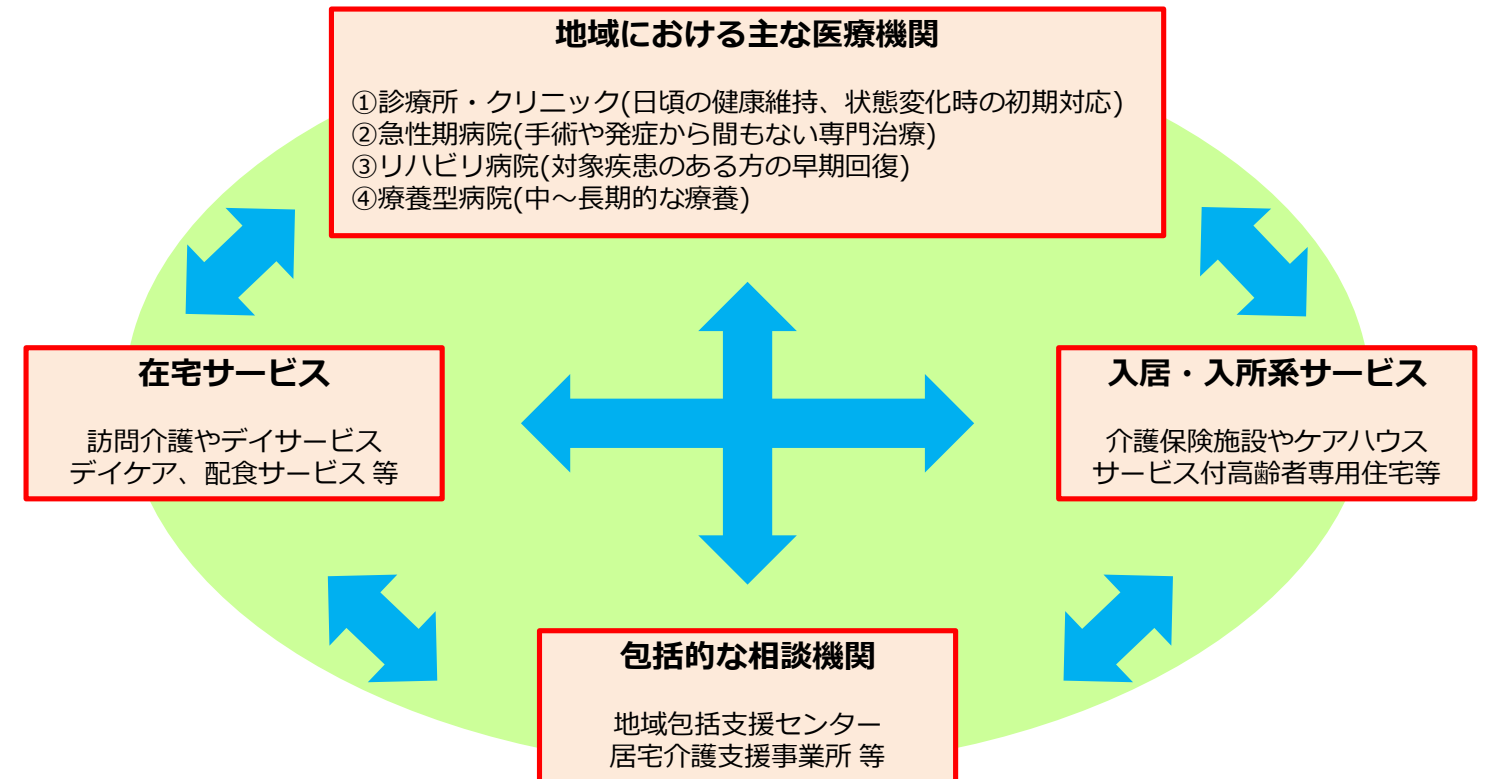 地域における主な医療機関
①診療所・クリニック(日頃の健康維持、状態変化時の初期対応)
②急性期病院(手術や発症から間もない専門治療)
③リハビリ病院(対象疾患のある方の早期回復)
④療養型病院(中～長期的な療養)
在宅サービス
訪問介護やデイサービス
デイケア、配食サービス 等
入居・入所系サービス
介護保険施設やケアハウス
サービス付高齢者専用住宅等
包括的な相談機関
地域包括支援センター
居宅介護支援事業所 等